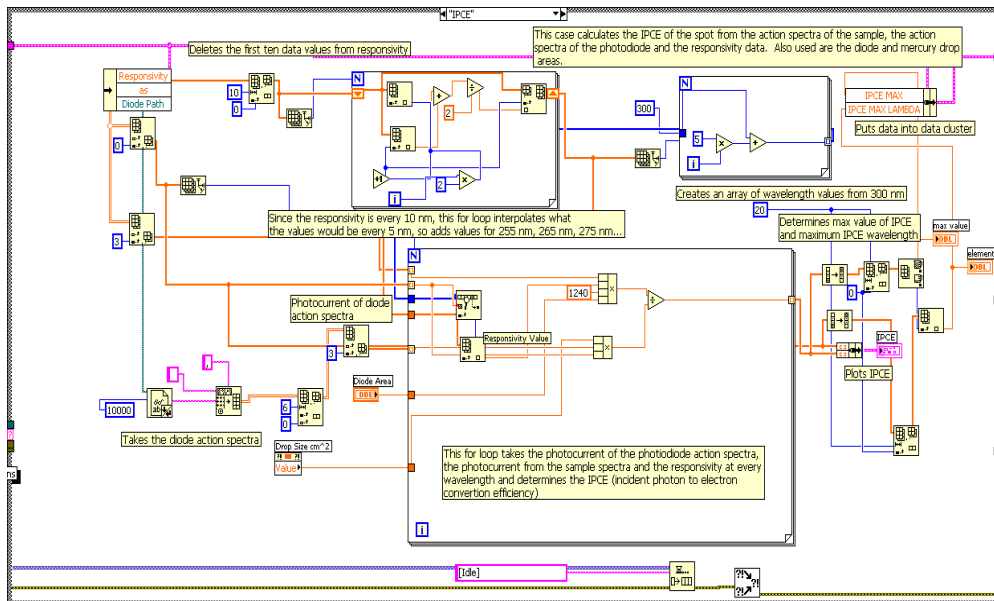 "IPCE"
Deletes the first ten data values from responsivity
This case calculates the IPCE of the spot from the action spectra of the sample, the action
spectra of the photodiode and the responsivity data.  Also used are the diode and mercury drop
areas.
Responsivity
as
Diode Path
10
0
N
2
2
+1
i
300
N
5
i
IPCE MAX
IPCE MAX LAMBDA
Puts data into data cluster
0
3
Creates an array of wavelength values from 300 nm
Since the responsivity is every 10 nm, this for loop interpolates what
the values would be every 5 nm, so adds values for 255 nm, 265 nm, 275 nm...
20
Determines max value of IPCE
and maximum IPCE wavelength
max value
DBL
element
DBL
N
1240
0
Photocurrent of diode
action spectra
Responsivity Value
3
IPCE
Plots IPCE
Diode Area
DBL
10000
6
0
Takes the diode action spectra
Drop Size cm^2
Value
This for loop takes the photocurrent of the photiodiode action spectra,
the photocurrent from the sample spectra and the responsivity at every
wavelength and determines the IPCE (incident photon to electron
convertion efficiency)
ns
i
[Idle]